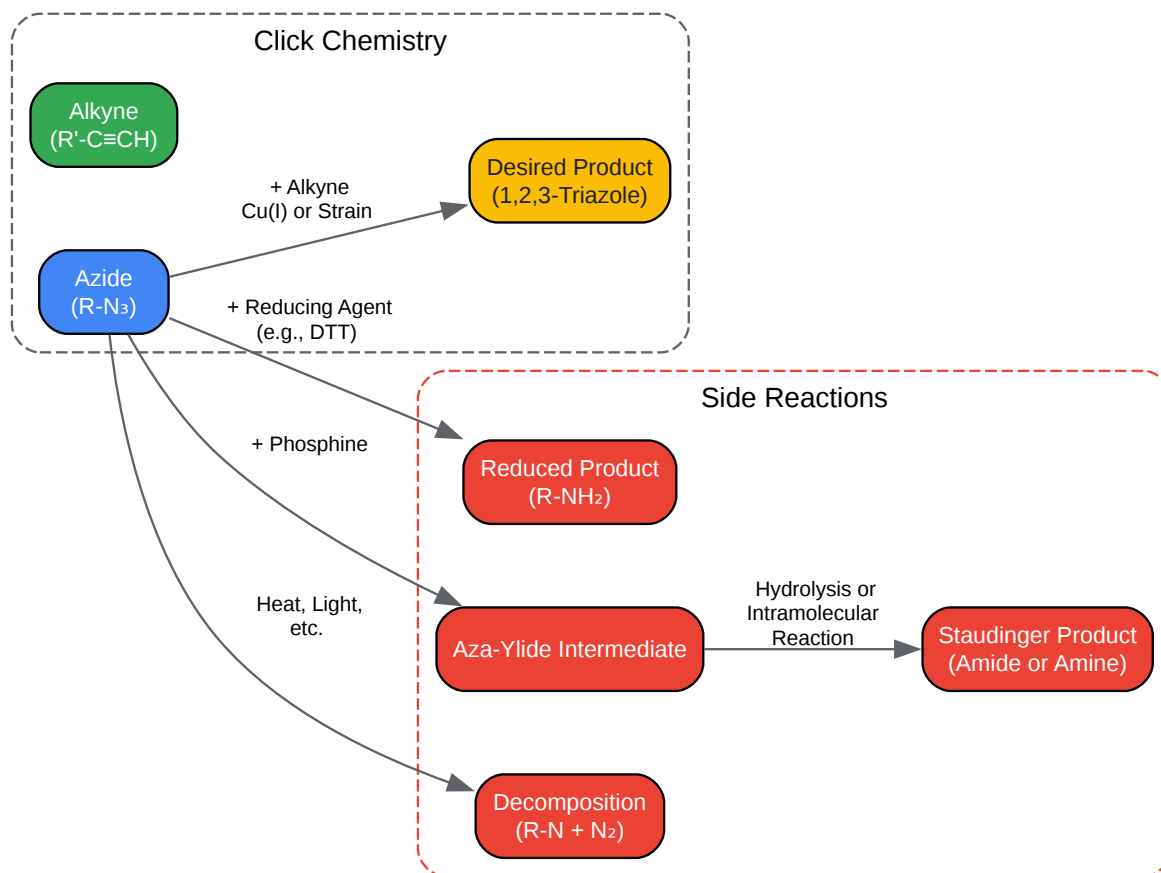 Click Chemistry
Alkyne
(R'-C≡CH)
Desired Product
(1,2,3-Triazole)
+ Alkyne
Cu(I) or Strain
Azide
(R-N₃)
+ Reducing Agent
(e.g., DTT)
Side Reactions
+ Phosphine
Reduced Product
(R-NH₂)
Heat, Light,
etc.
Aza-Ylide Intermediate
Hydrolysis or
Intramolecular
Reaction
Staudinger Product
(Amide or Amine)
Decomposition
(R-N + N₂)